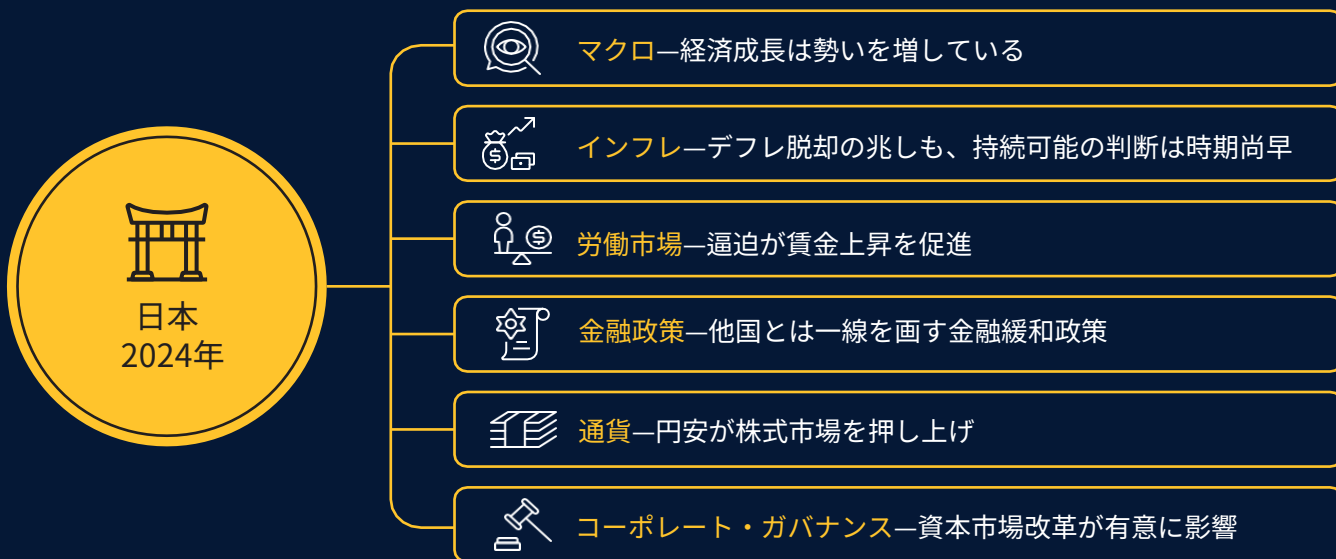 日本
2024年
マクロ—経済成長は勢いを増している
インフレ—デフレ脱却の兆しも、持続可能の判断は時期尚早
労働市場—逼迫が賃金上昇を促進
金融政策—他国とは一線を画す金融緩和政策
通貨—円安が株式市場を押し上げ
コーポレート・ガバナンス—資本市場改革が有意に影響